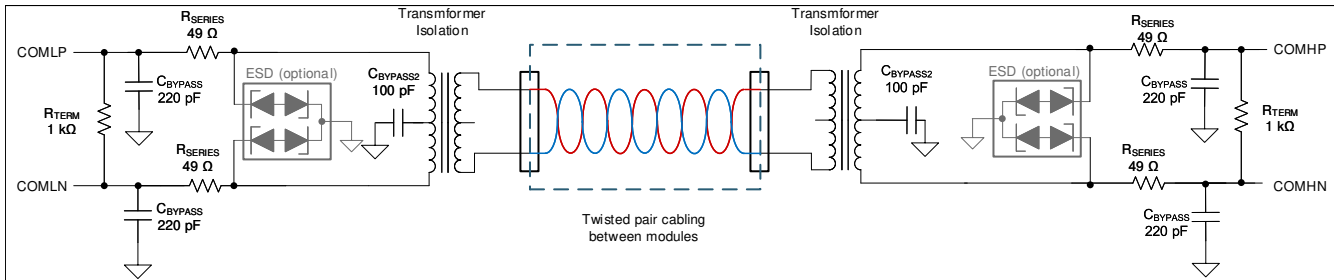 Transmformer
Isolation
Transmformer
Isolation
RSERIES
49 Ω
RSERIES
49 Ω
COMLP
COMHP
ESD (optional)
ESD (optional)
CBYPASS
220 pF
CBYPASS2
100 pF
CBYPASS2
100 pF
CBYPASS
220 pF
RTERM
1 kΩ
RTERM
1 kΩ
RSERIES
49 Ω
RSERIES
49 Ω
COMLN
COMHN
CBYPASS
220 pF
CBYPASS
220 pF
Twisted pair cabling
between modules